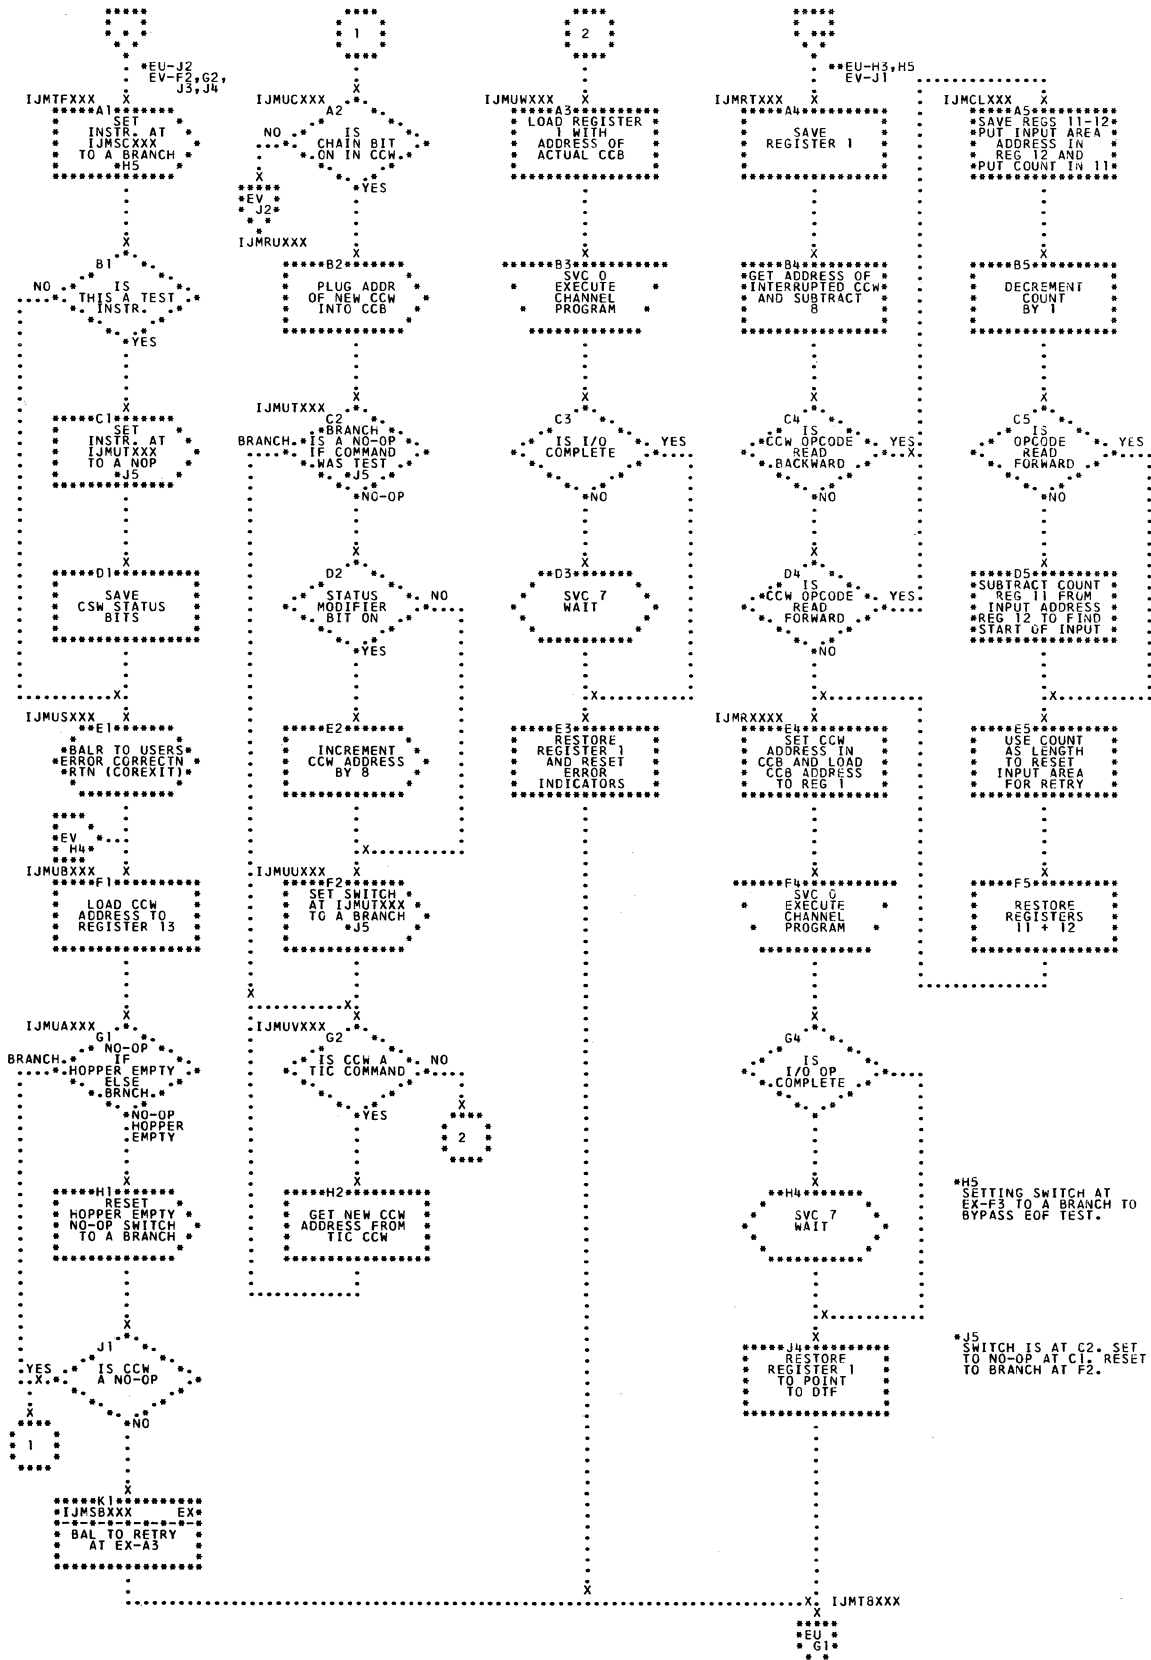 1
2
*EU-J2
EV-F2,G2,
J3,J4
**EU-H3,H5
EV-J1
IJMTFXXX
A1
SET
INSTR. AT
IJMSCXXX
TO A BRANCH
*H5
B1
IS
THIS A TEST
INSTR.
NO
YES
C1
SET
INSTR. AT
IJMUTXXX
TO A NOP
*J5
D1
SAVE
CSW STATUS
BITS
IJMUSXXX
E1
BALR TO USERS
ERROR CORRECTN
RTN (COREXIT)
EV
H4
IJMUBXXX
F1
LOAD CCW
ADDRESS TO
REGISTER 13
IJMUAXXX
G1
NO-OP
IF
HOPPER EMPTY
ELSE
BRNCH.
BRANCH
NO-OP
HOPPER
EMPTY
H1
RESET
HOPPER EMPTY
NO-OP SWITCH
TO A BRANCH
J1
IS CCW
A NO-OP
YES
NO
1
K1
IJMSBXXX EX
BAL TO RETRY
AT EX-A3
IJMUCXXX
A2
IS
CHAIN BIT
ON IN CCW
NO
YES
EV
J2
IJMRUXXX
B2
PLUG ADDR
OF NEW CCW
INTO CCB
IJMUTXXX
C2
BRANCH
IS A NO-OP
IF COMMAND
WAS TEST
*J5
BRANCH
NO-OP
D2
STATUS
MODIFIER
BIT ON
NO
YES
E2
INCREMENT
CCW ADDRESS
BY 8
IJMUUXXX
F2
SET SWITCH
AT IJMUTXXX
TO A BRANCH
*J5
IJMUVXXX
G2
IS CCW A
TIC COMMAND
NO
YES
2
H2
GET NEW CCW
ADDRESS FROM
TIC CCW
IJMUWXXX
A3
LOAD REGISTER
1 WITH
ADDRESS OF
ACTUAL CCB
B3
SVC 0
EXECUTE
CHANNEL
PROGRAM
C3
IS I/O
COMPLETE
YES
NO
D3
SVC 7
WAIT
E3
RESTORE
REGISTER 1
AND RESET
ERROR
INDICATORS
IJMRTXXX
A4
SAVE
REGISTER 1
B4
GET ADDRESS OF
INTERRUPTED CCW
AND SUBTRACT
8
C4
IS
CCW OPCODE
READ
BACKWARD
YES
NO
D4
IS
CCW OPCODE
READ
FORWARD
YES
NO
IJMRXXXX
E4
SET CCW
ADDRESS IN
CCB AND LOAD
CCB ADDRESS
TO REG 1
F4
SVC 0
EXECUTE
CHANNEL
PROGRAM
G4
IS
I/O OP
COMPLETE
H4
SVC 7
WAIT
J4
RESTORE
REGISTER 1
TO POINT
TO DTF
IJMT8XXX
EU
G1
IJMCLXXX
A5
SAVE REGS 11-12
PUT INPUT AREA
ADDRESS IN
REG 12 AND
PUT COUNT IN 11
B5
DECREMENT
COUNT
BY 1
C5
IS
OPCODE
READ
FORWARD
YES
NO
D5
SUBTRACT COUNT
REG 11 FROM
INPUT ADDRESS
REG 12 TO FIND
START OF INPUT
E5
USE COUNT
AS LENGTH
TO RESET
INPUT AREA
FOR RETRY
F5
RESTORE
REGISTERS
11 + 12
*H5
SETTING SWITCH AT
EX-F3 TO A BRANCH TO
BYPASS EOF TEST.
*J5
SWITCH IS AT C2. SET
TO NO-OP AT C1. RESET
TO BRANCH AT F2.